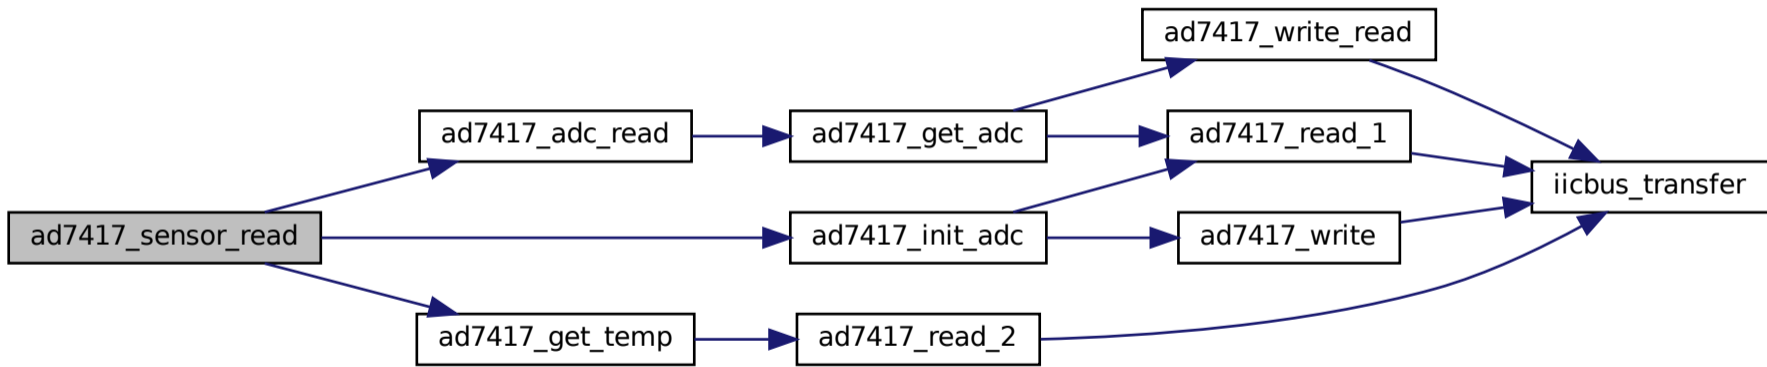 ad7417_write_read
ad7417_adc_read
ad7417_get_adc
ad7417_read_1
iicbus_transfer
ad7417_sensor_read
ad7417_init_adc
ad7417_write
ad7417_get_temp
ad7417_read_2